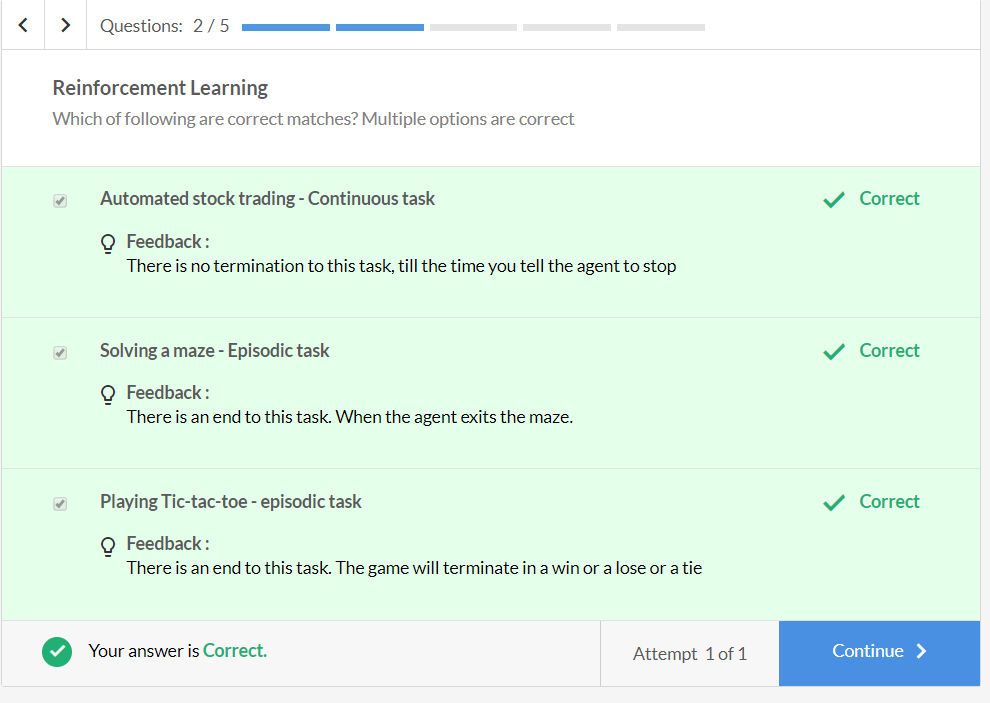 Questions: 2 / 5
Reinforcement Learning
Which of following are correct matches? Multiple options are correct
Automated stock trading - Continuous task
Correct
Feedback :
There is no termination to this task, till the time you tell the agent to stop
Solving a maze - Episodic task
Correct
Feedback :
There is an end to this task. When the agent exits the maze.
Playing Tic-tac-toe - episodic task
Correct
Feedback :
There is an end to this task. The game will terminate in a win or a lose or a tie
Your answer is Correct.
Attempt 1 of 1
Continue